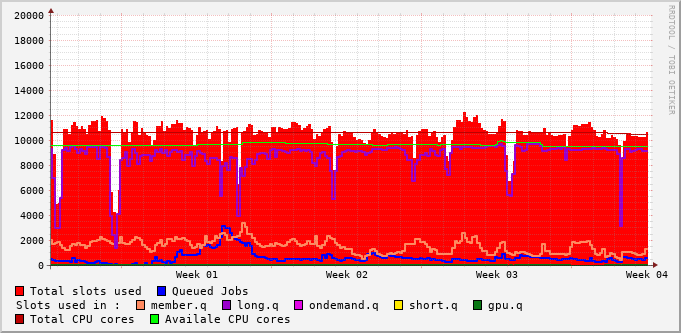 20000
18000
16000
14000
12000
10000
8000
6000
4000
2000
0
Week 01 Week 02 Week 03 Week 04
RRDTOOL / TOBI OETIKER
Total slots used Queued Jobs
Slots used in : member.q long.q ondemand.q short.q gpu.q
Total CPU cores Availale CPU cores